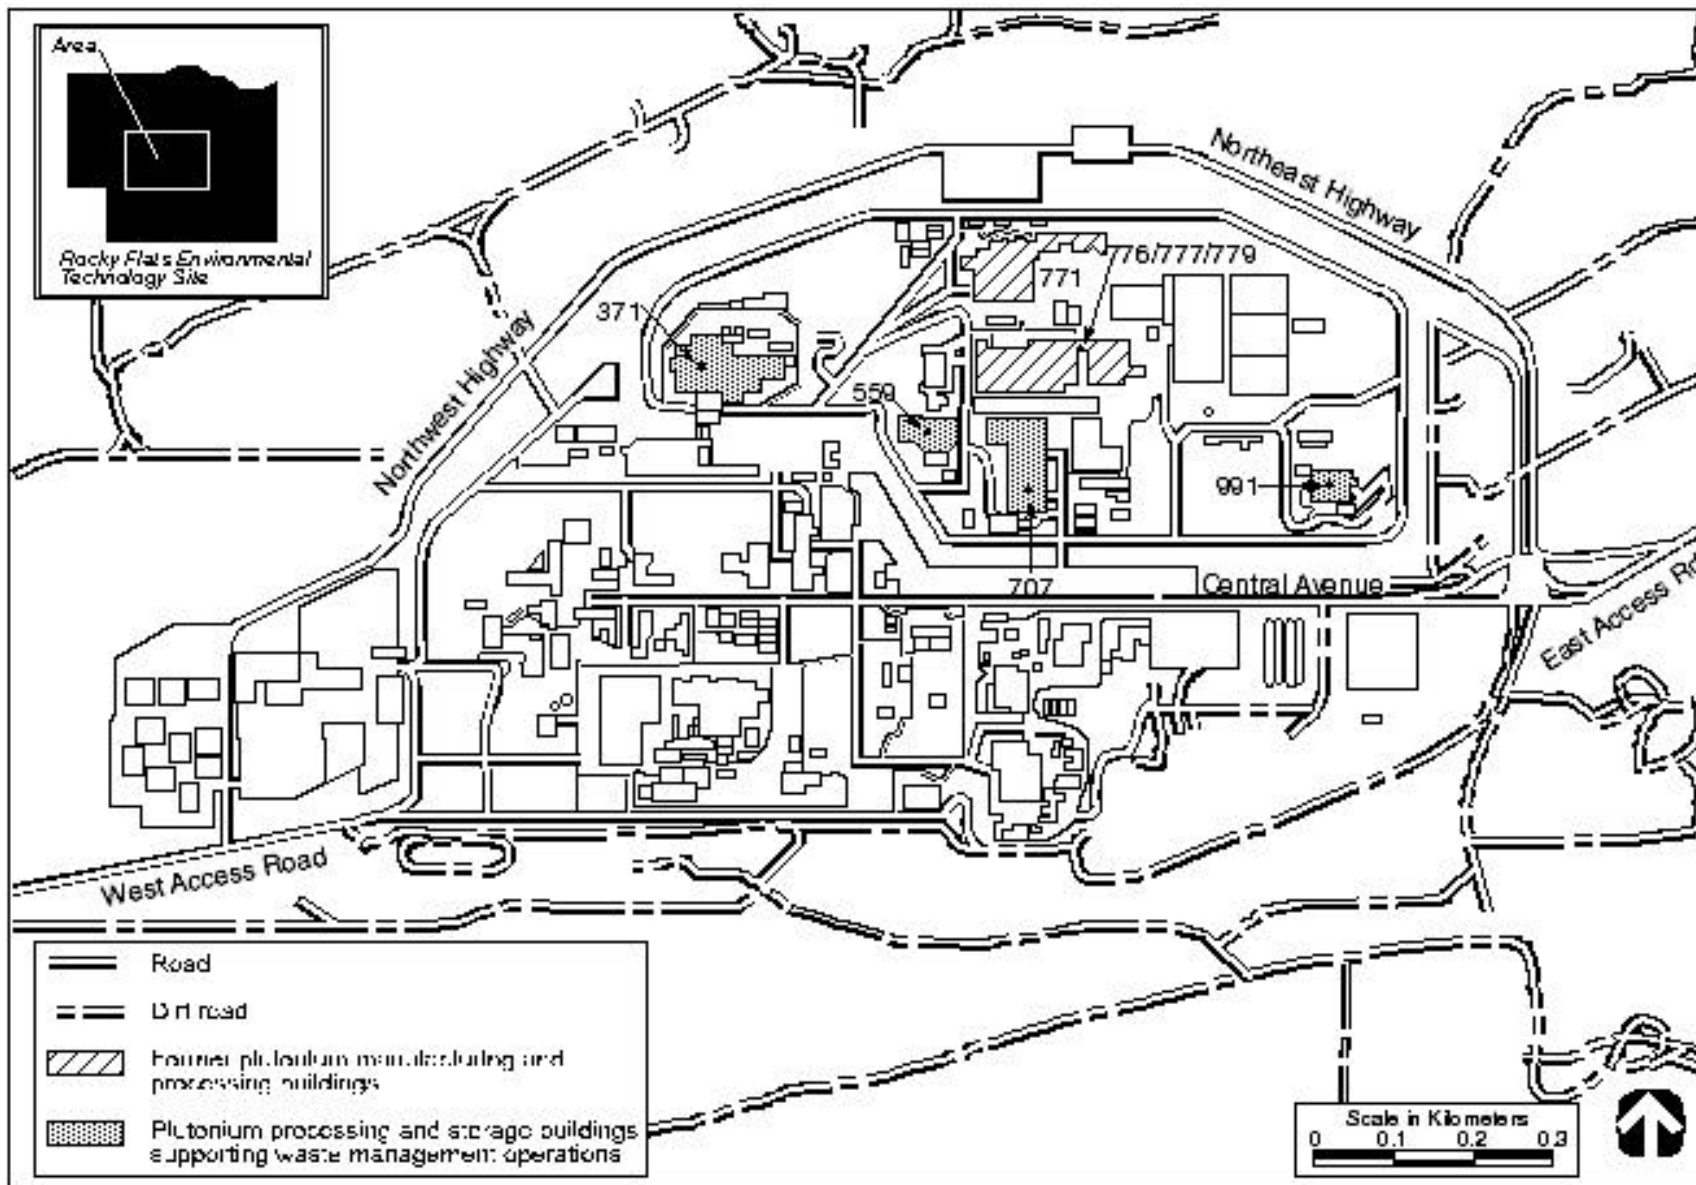 Area
Rocky Flats Environmental
Technology Site
Northeast Highway
776/777/779
771
371
Northwest Highway
559
991
707
Central Avenue
East Access Ro
West Access Road
Road
Dirt road
Former plutonium manufacturing and
processing buildings
Plutonium processing and storage buildings
supporting waste management operations
Scale in Kilometers
0 0.1 0.2 0.3